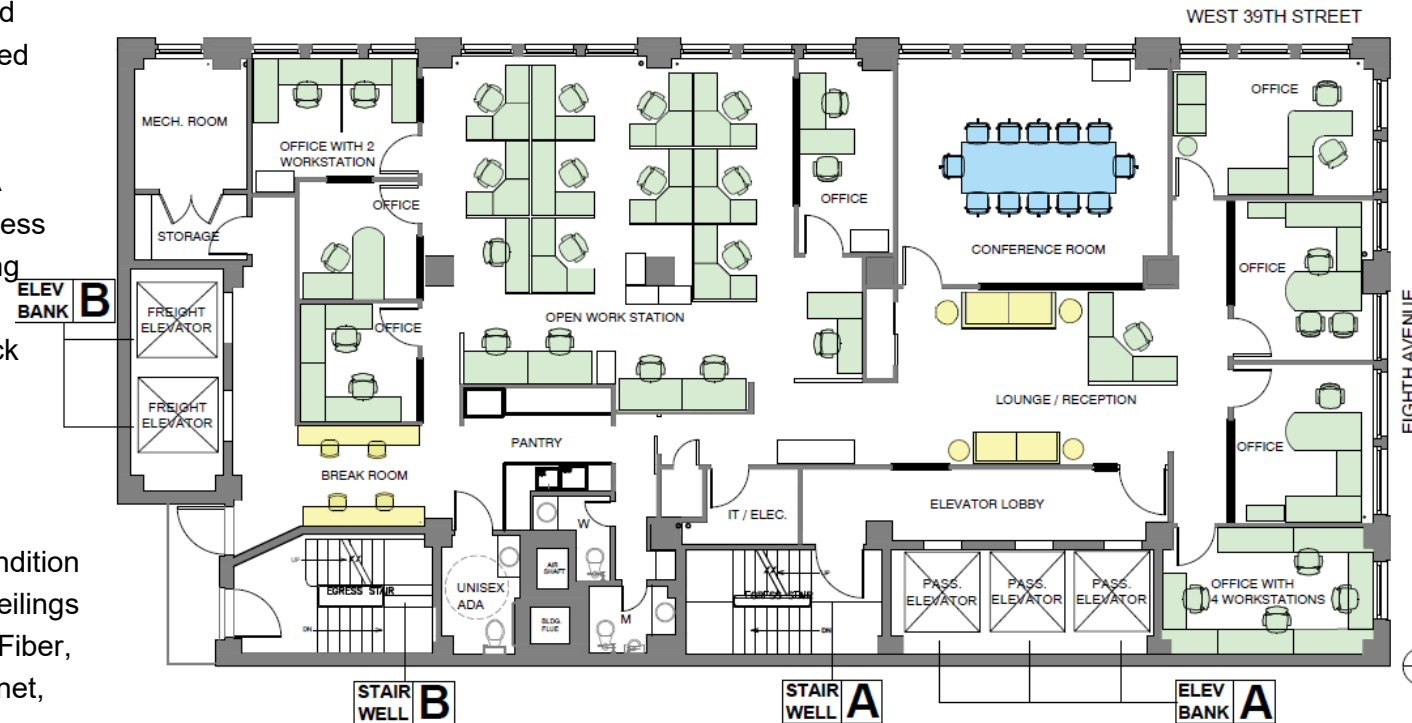 d
ed
ess
ng
ck
ndition
eilings
Fiber,
net,
WEST 39TH STREET
EIGHTH AVENUE
MECH. ROOM
OFFICE WITH 2
WORKSTATION
OFFICE
OFFICE
STORAGE
OFFICE
CONFERENCE ROOM
OFFICE
ELEV
BANK B
FREIGHT
ELEVATOR
OPEN WORK STATION
OFFICE
FREIGHT
ELEVATOR
LOUNGE / RECEPTION
PANTRY
OFFICE
BREAK ROOM
ELEVATOR LOBBY
IT / ELEC.
W
AIR
SHAFT
UP
EGRESS STAIR
DN
UNISEX
ADA
BLDG.
FLUE
M
UP
EGRESS STAIR
DN
PASS.
ELEVATOR
PASS.
ELEVATOR
PASS.
ELEVATOR
OFFICE WITH
4 WORKSTATIONS
STAIR
WELL B
STAIR
WELL A
ELEV
BANK A